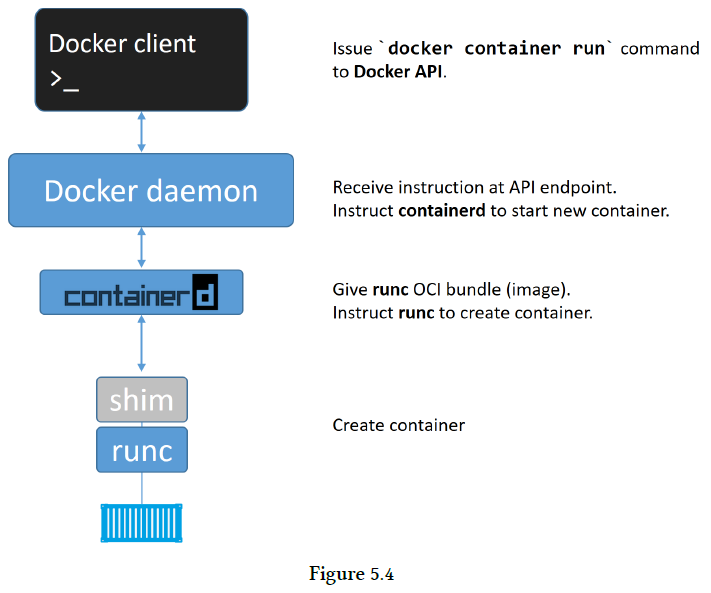 Docker client
>_
Issue `docker container run` command
to Docker API.
Docker daemon
Receive instruction at API endpoint.
Instruct containerd to start new container.
containerd
Give runc OCI bundle (image).
Instruct runc to create container.
shim
runc
Create container
Figure 5.4